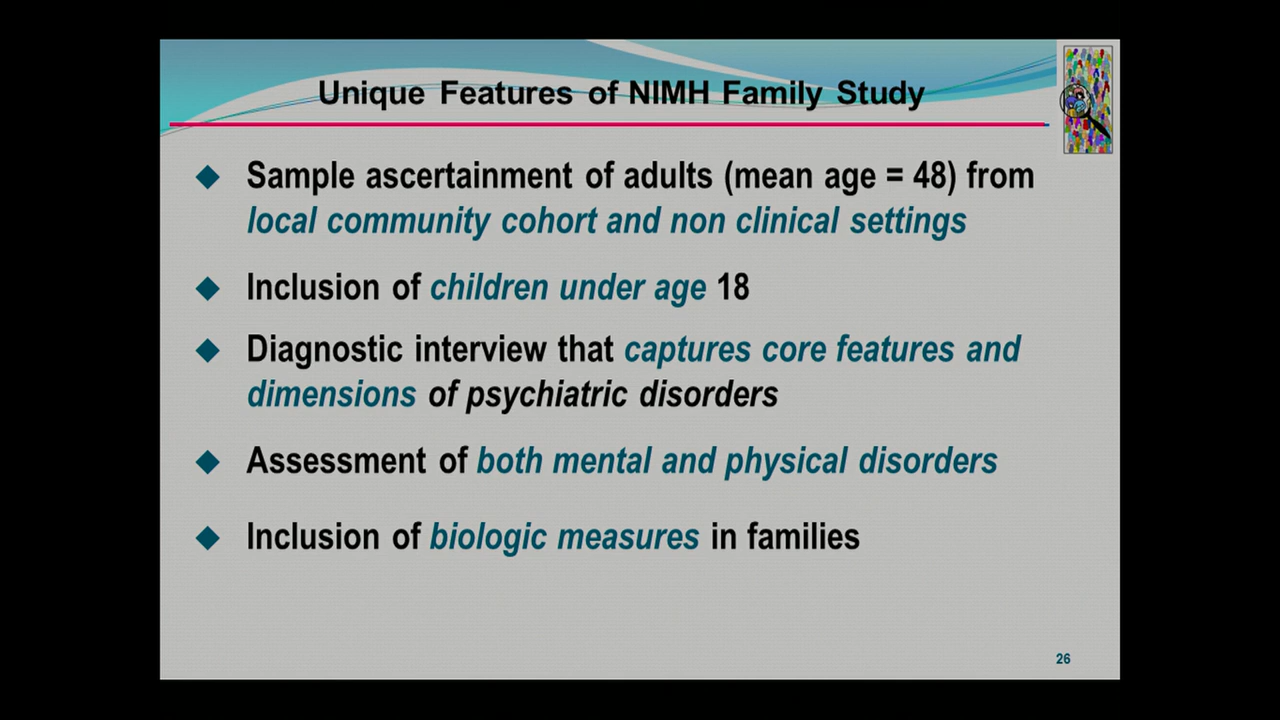 Unique Features of NIMH Family Study
Sample ascertainment of adults (mean age = 48) from
local community cohort and non clinical settings
Inclusion of children under age 18
Diagnostic interview that captures core features and
dimensions of psychiatric disorders
Assessment of both mental and physical disorders
Inclusion of biologic measures in families
26